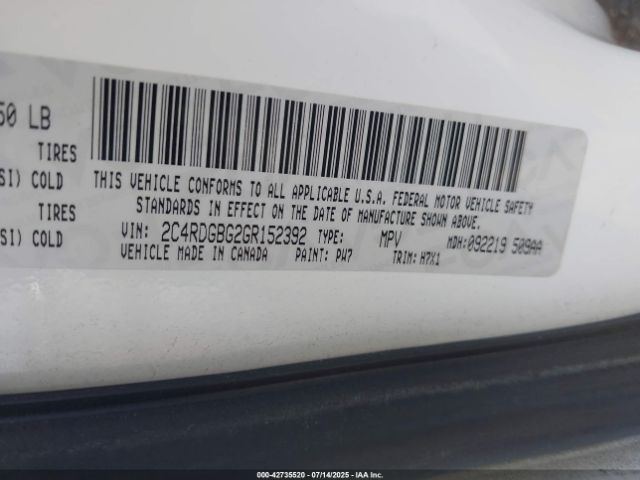 50 LB
TIRES
SI) COLD
SI) COLD
THIS VEHICLE CONFORMS TO ALL APPLICABLE U.S.A. FEDERAL MOTOR VEHICLE SAFETY
STANDARDS IN EFFECT ON THE DATE OF MANUFACTURE SHOWN ABOVE.
VIN: 2C4RDGBG2GR152392 TYPE: MPV MDH:092219 509AA
VEHICLE MADE IN CANADA PAINT: PW7 TRIM: H7X1
TIRES
000-42735520 07/14/2025 IAA Inc.